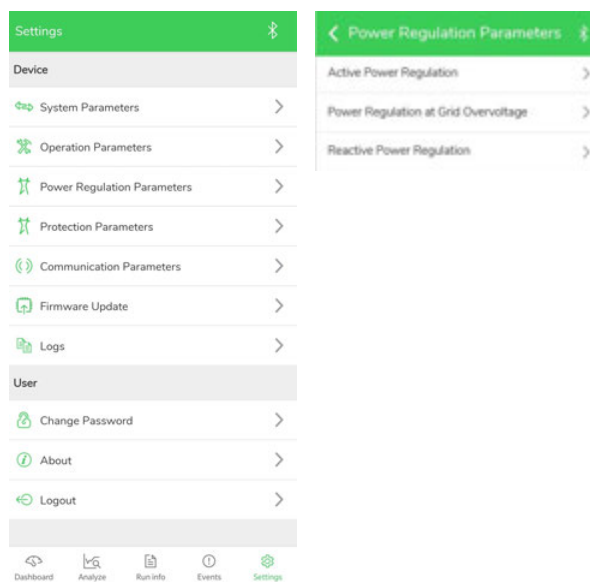 Settings
Device
System Parameters
Operation Parameters
Power Regulation Parameters
Protection Parameters
Communication Parameters
Firmware Update
Logs
User
Change Password
About
Logout
Dashboard Analyze Run info Events Settings
Power Regulation Parameters
Active Power Regulation
Power Regulation at Grid Overvoltage
Reactive Power Regulation